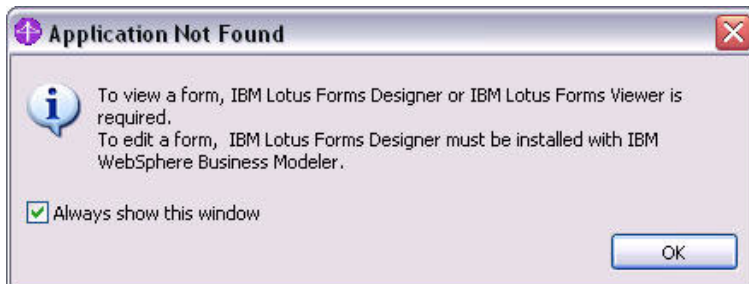 Application Not Found
To view a form, IBM Lotus Forms Designer or IBM Lotus Forms Viewer is
required.
To edit a form, IBM Lotus Forms Designer must be installed with IBM
WebSphere Business Modeler.
Always show this window
OK